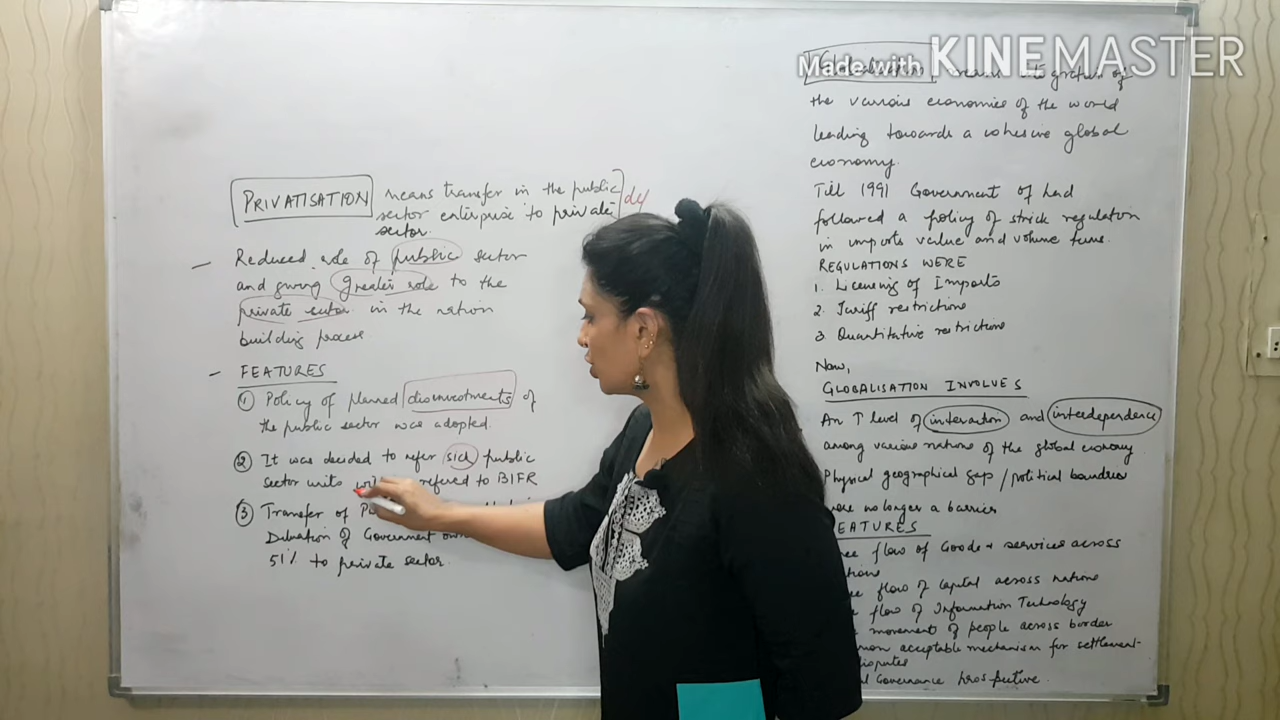 Made with KINEMASTER
PRIVATISATION means transfer in the public
sector enterprise to private
sector.
Reduced role of public sector
and giving Greater role to the
private sector in the nation
building process
FEATURES
① Policy of planned disinvestments of
the public sector was adopted.
② It was decided to refer sick public
sector units referred to BIFR
③ Transfer of
of Government
51% to private sector.
Globalisation means of
the various economies of the world
leading towards a cohesive global
economy.
Till 1991 Government of
followed a policy of strick regulation
in imports value and volume
REGULATIONS WERE
1. Licensing of Imports
2. Tariff restrictions
3 Quantitative restrictions
Now,
GLOBALISATION INVOLVES
An ↑ level of interaction and interdependence
among various nations of the global economy
Physical geographical gap / political
no longer a barrier
FEATURES
flow of Goods & services across
flow of Capital across nations
flow of Information Technology
movement of people across border
acceptable mechanism for settlement
Governance